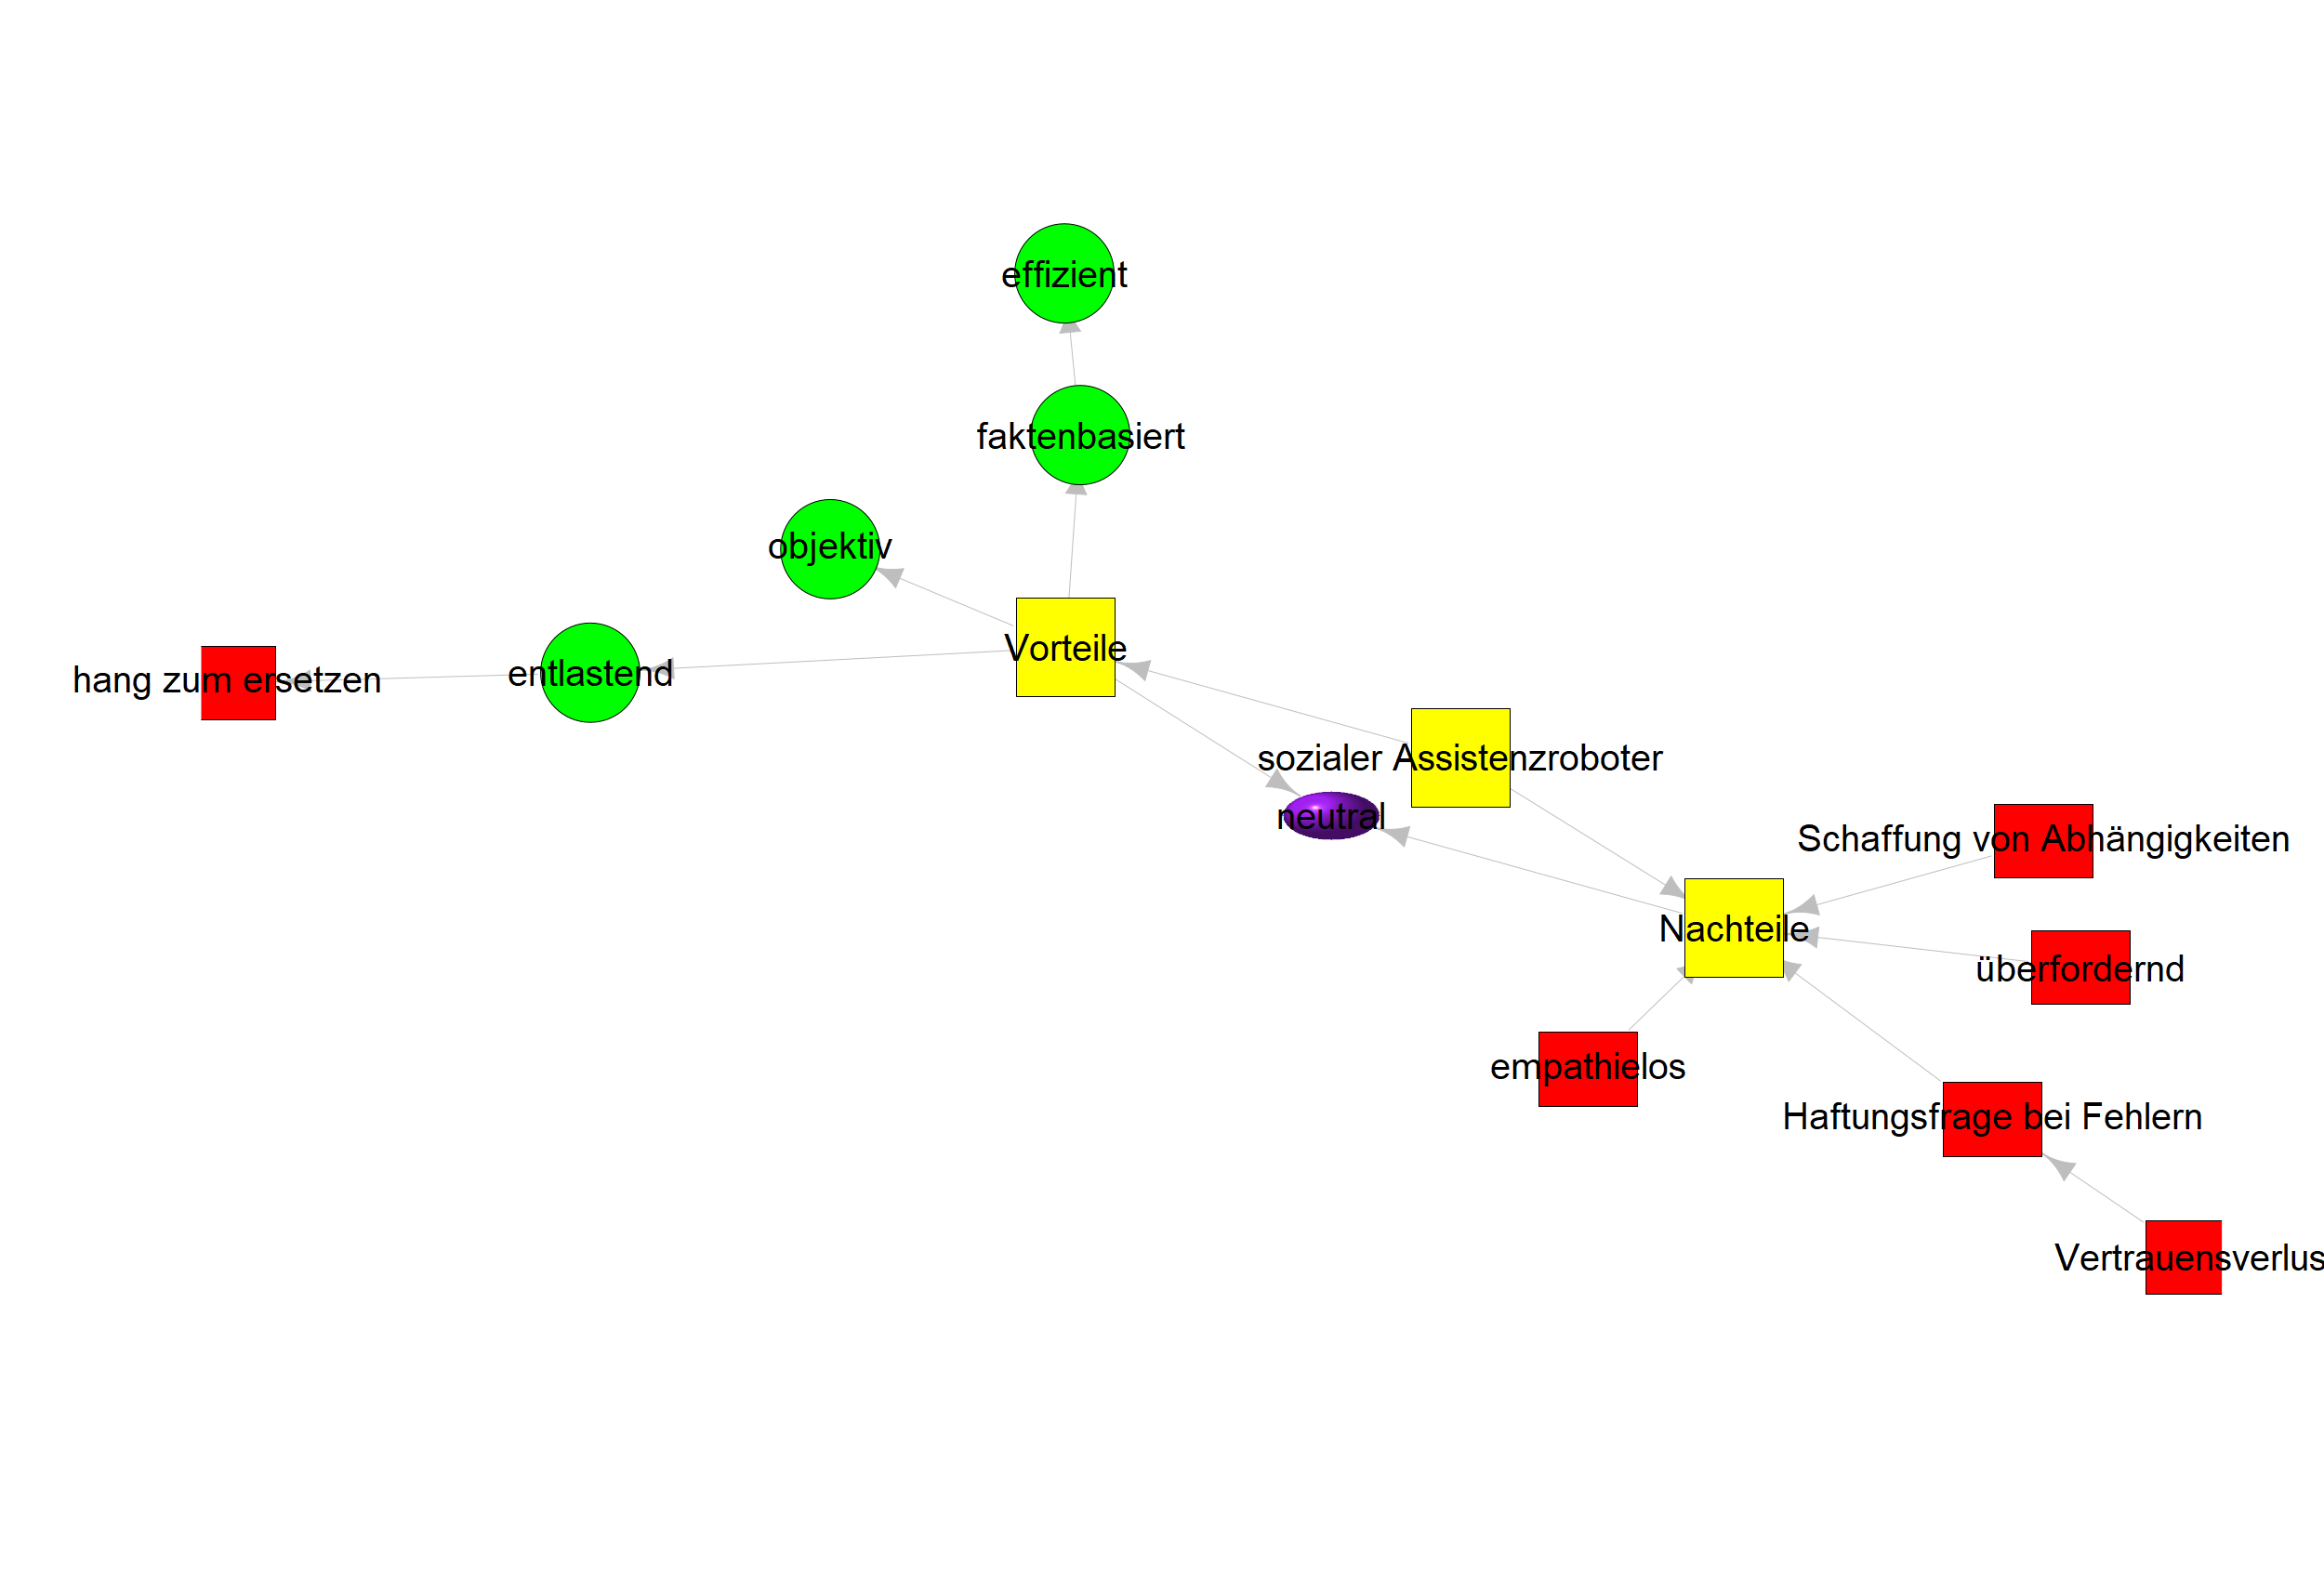 effizient
faktenbasiert
objektiv
Vorteile
hang zum ersetzen
entlastend
sozialer Assistenzroboter
neutral
Schaffung von Abhängigkeiten
Nachteile
überfordernd
empathielos
Haftungsfrage bei Fehlern
Vertrauensverlus